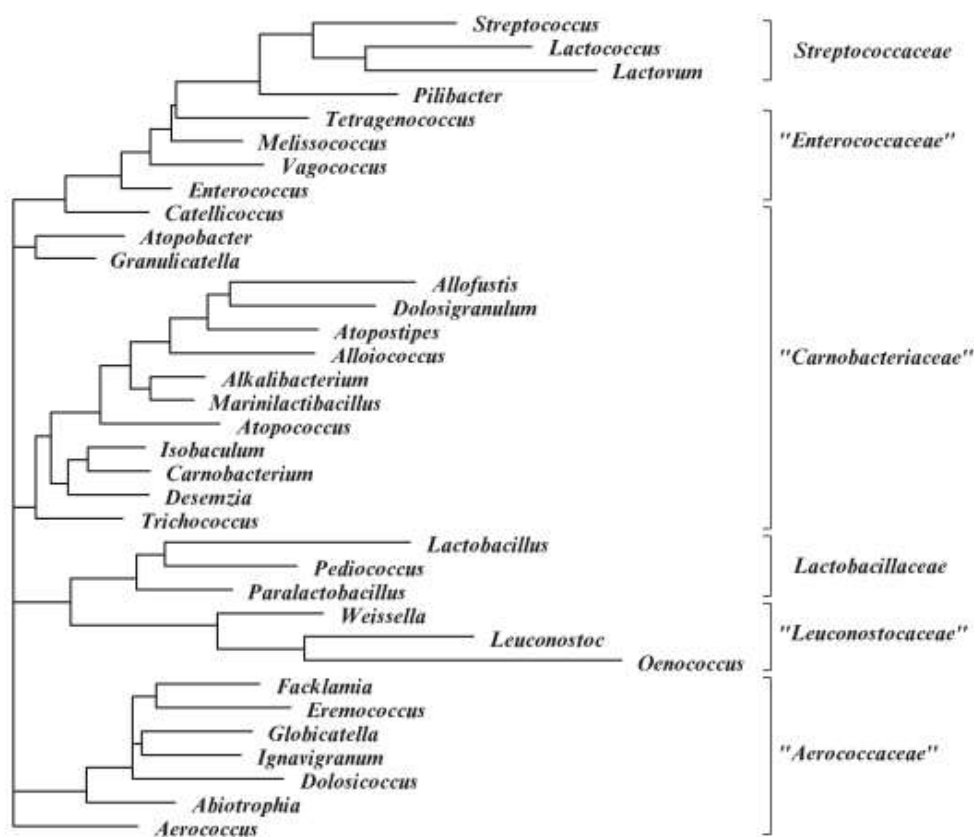 Streptococcus
Lactococcus
Streptococcaceae
Lactovum
Pilibacter
Tetragenococcus
Melissococcus
"Enterococcaceae"
Vagococcus
Enterococcus
Catellicoccus
Atopobacter
Granulicatella
Allofustis
Dolosigranulum
Atopostipes
Alloiococcus
"Carnobacteriaceae"
Alkalibacterium
Marinilactibacillus
Atopococcus
Isobaculum
Carnobacterium
Desemzia
Trichococcus
Lactobacillus
Pediococcus
Lactobacillaceae
Paralactobacillus
Weissella
Leuconostoc
"Leuconostocaceae"
Oenococcus
Facklamia
Eremococcus
Globicatella
"Aerococcaceae"
Ignavigranum
Dolosicoccus
Abiotrophia
Aerococcus